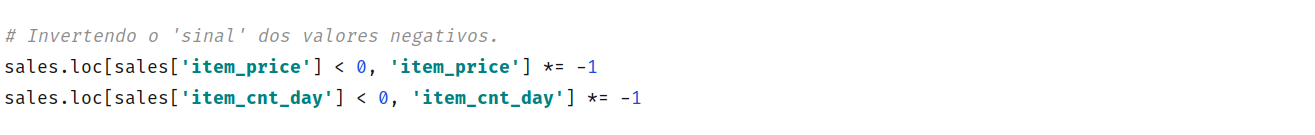 # Invertendo o 'sinal' dos valores negativos.
sales.loc[sales['item_price'] < 0, 'item_price'] *= -1
sales.loc[sales['item_cnt_day'] < 0, 'item_cnt_day'] *= -1